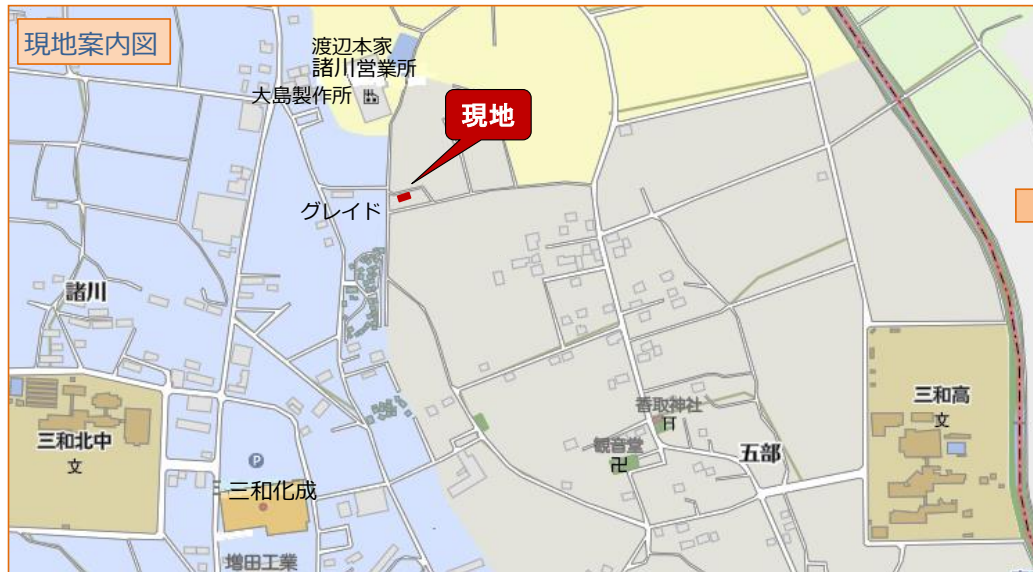 現地案内図
渡辺本家
諸川営業所
大島製作所
現地
グレイド
諸川
三和北中
文
P
三和化成
増田工業
香取神社
観音堂
卍
五部
三和高
文